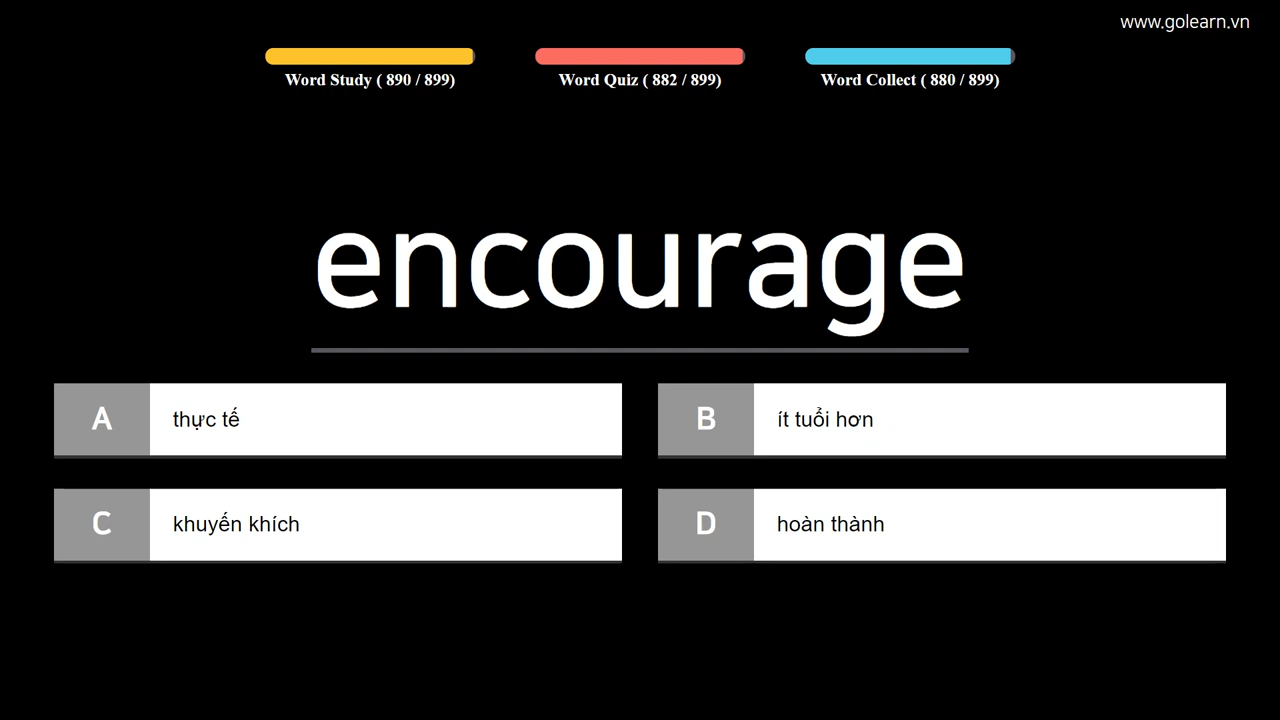 www.golearn.vn
Word Study ( 890 / 899)
Word Quiz ( 882 / 899)
Word Collect ( 880 / 899)
encourage
A thực tế
B ít tuổi hơn
C khuyến khích
D hoàn thành